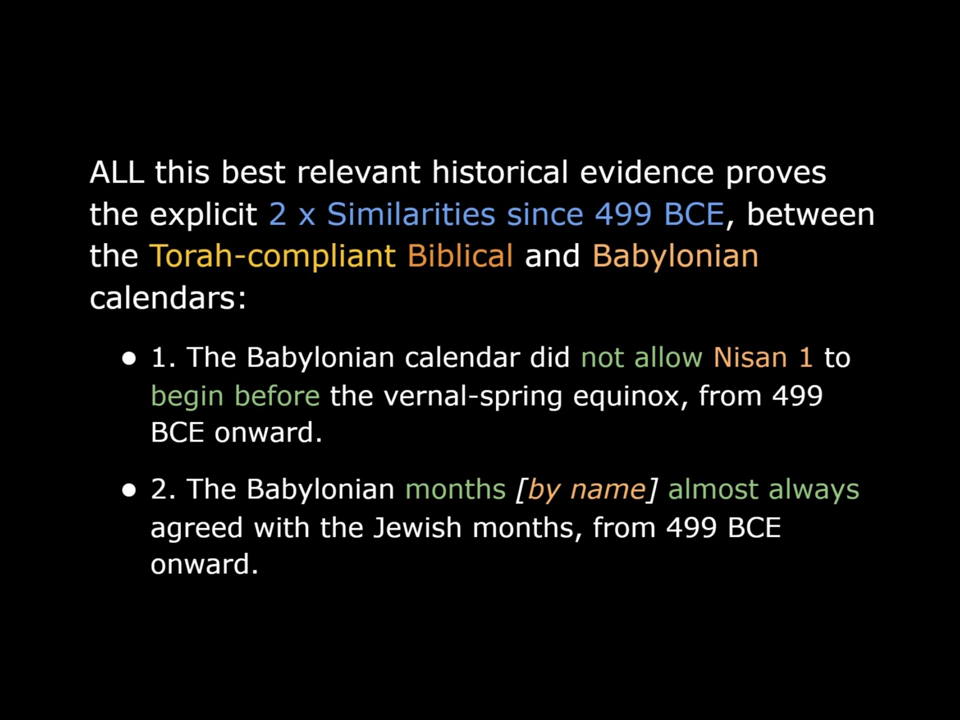 ALL this best relevant historical evidence proves
the explicit 2 x Similarities since 499 BCE, between
the Torah-compliant Biblical and Babylonian
calendars:
• 1. The Babylonian calendar did not allow Nisan 1 to
begin before the vernal-spring equinox, from 499
BCE onward.
• 2. The Babylonian months [by name] almost always
agreed with the Jewish months, from 499 BCE
onward.